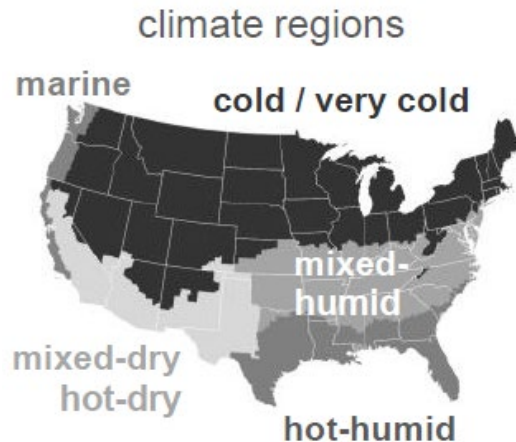 climate regions
marine
cold / very cold
mixed-
humid
mixed-dry
hot-dry
hot-humid